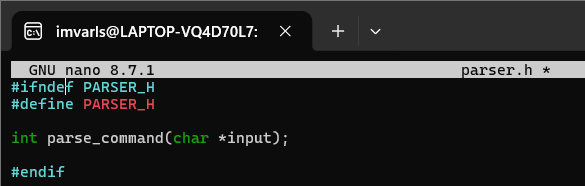 imvarls@LAPTOP-VQ4D70L7:
GNU nano 8.7.1 parser.h *
#ifndef PARSER_H
#define PARSER_H
int parse_command(char *input);
#endif